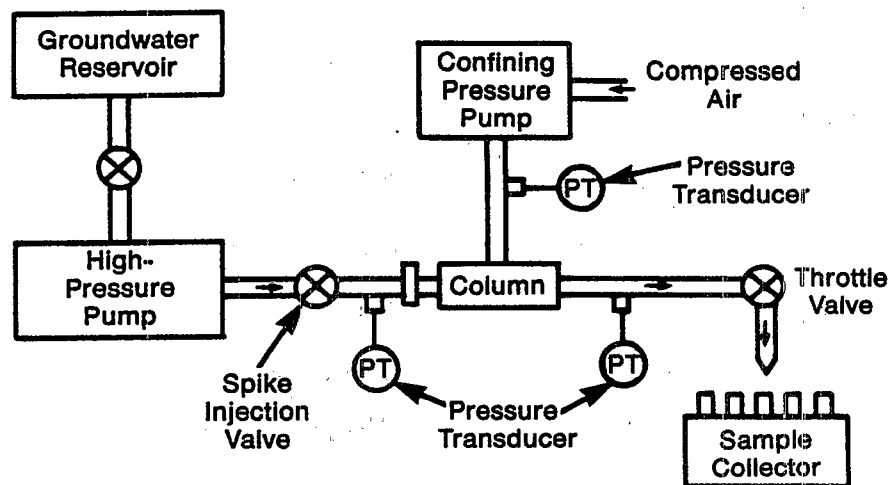 Groundwater
Reservoir
Confining
Pressure
Pump
Compressed
Air
PT
Pressure
Transducer
High-
Pressure
Pump
Column
Throttle
Valve
PT
PT
Spike
Injection
Valve
Pressure
Transducer
Sample
Collector